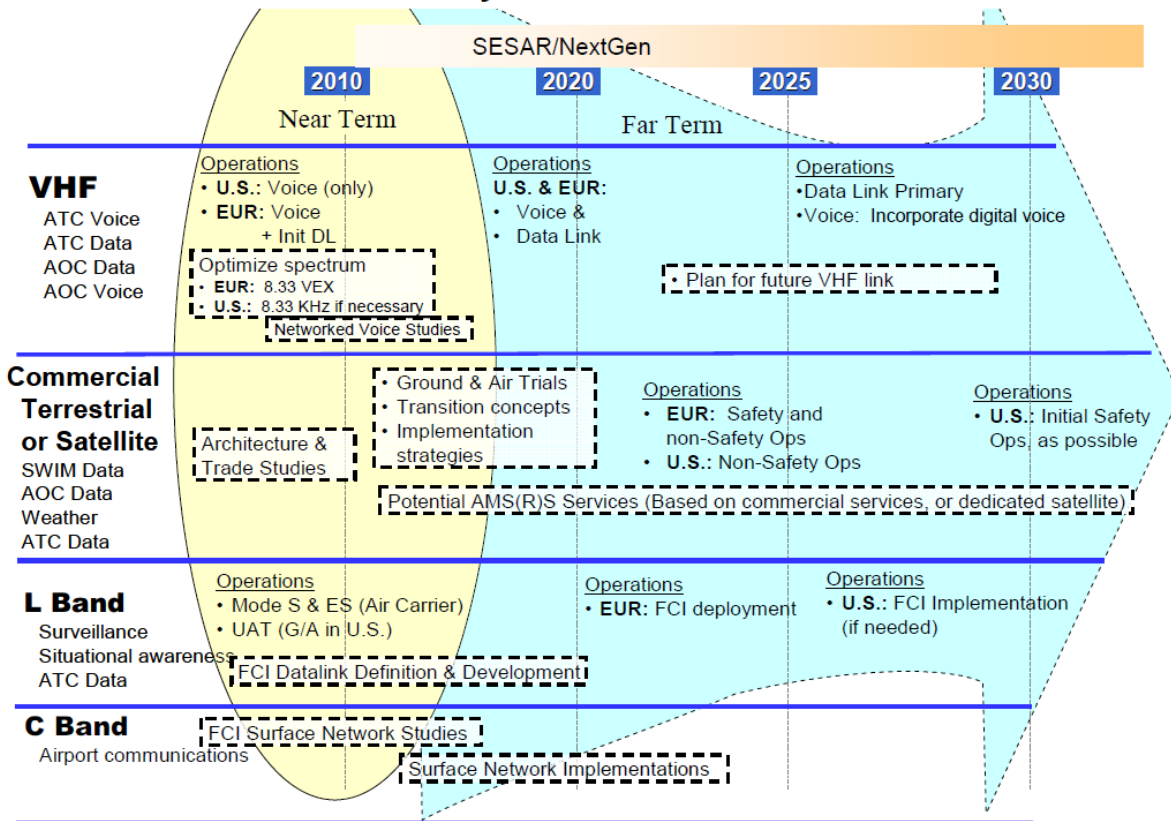 SESAR/NextGen
2010
2020
2025
2030
Near Term
Far Term
VHF
ATC Voice
ATC Data
AOC Data
AOC Voice
Operations
• U.S.: Voice (only)
• EUR: Voice
+ Init DL
Optimize spectrum
• EUR: 8.33 VEX
• U.S.: 8.33 KHz if necessary
Networked Voice Studies
Operations
U.S. & EUR:
• Voice &
• Data Link
Operations
•Data Link Primary
•Voice: Incorporate digital voice
• Plan for future VHF link
Commercial
Terrestrial
or Satellite
SWIM Data
AOC Data
Weather
ATC Data
Architecture &
Trade Studies
• Ground & Air Trials
• Transition concepts
• Implementation
strategies
Operations
• EUR: Safety and
non-Safety Ops
• U.S.: Non-Safety Ops
Operations
• U.S.: Initial Safety
Ops, as possible
Potential AMS(R)S Services (Based on commercial services, or dedicated satellite)
L Band
Surveillance
Situational awareness
ATC Data
Operations
• Mode S & ES (Air Carrier)
• UAT (G/A in U.S.)
FCI Datalink Definition & Development
Operations
• EUR: FCI deployment
Operations
• U.S.: FCI Implementation
(if needed)
C Band
Airport communications
FCI Surface Network Studies
Surface Network Implementations